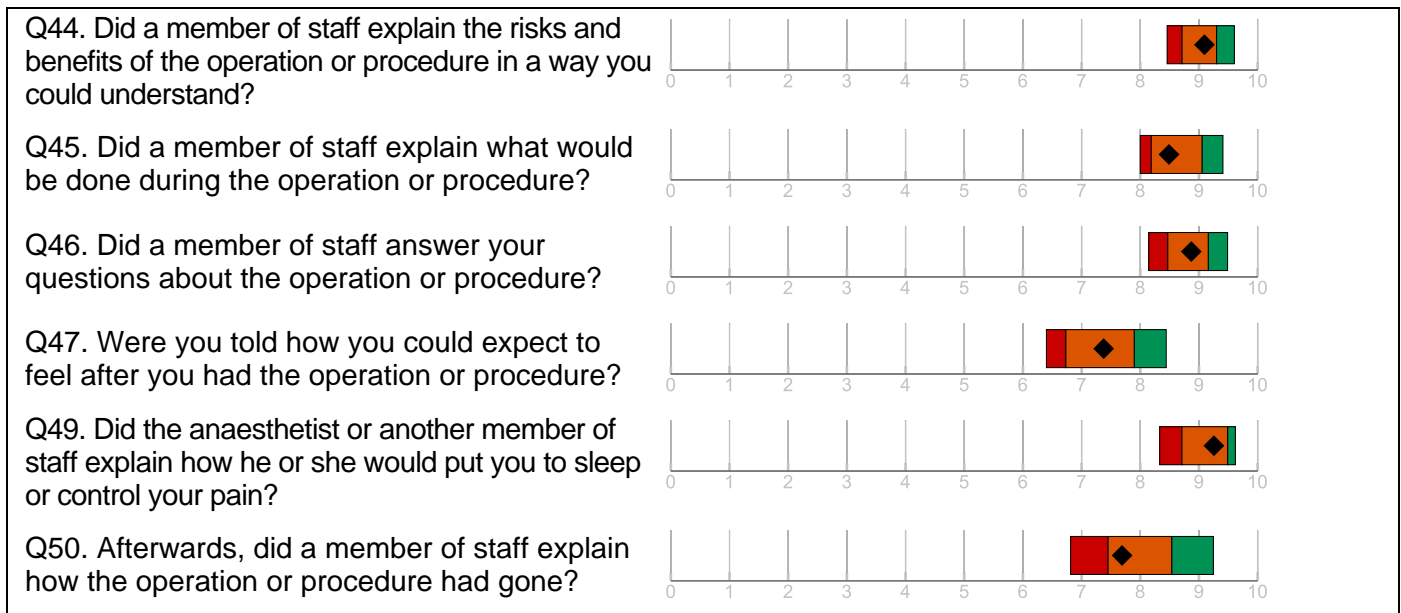 Q44. Did a member of staff explain the risks and
benefits of the operation or procedure in a way you
could understand?
0 1 2 3 4 5 6 7 8 9 10
Q45. Did a member of staff explain what would
be done during the operation or procedure?
0 1 2 3 4 5 6 7 8 9 10
Q46. Did a member of staff answer your
questions about the operation or procedure?
0 1 2 3 4 5 6 7 8 9 10
Q47. Were you told how you could expect to
feel after you had the operation or procedure?
0 1 2 3 4 5 6 7 8 9 10
Q49. Did the anaesthetist or another member of
staff explain how he or she would put you to sleep
or control your pain?
0 1 2 3 4 5 6 7 8 9 10
Q50. Afterwards, did a member of staff explain
how the operation or procedure had gone?
0 1 2 3 4 5 6 7 8 9 10